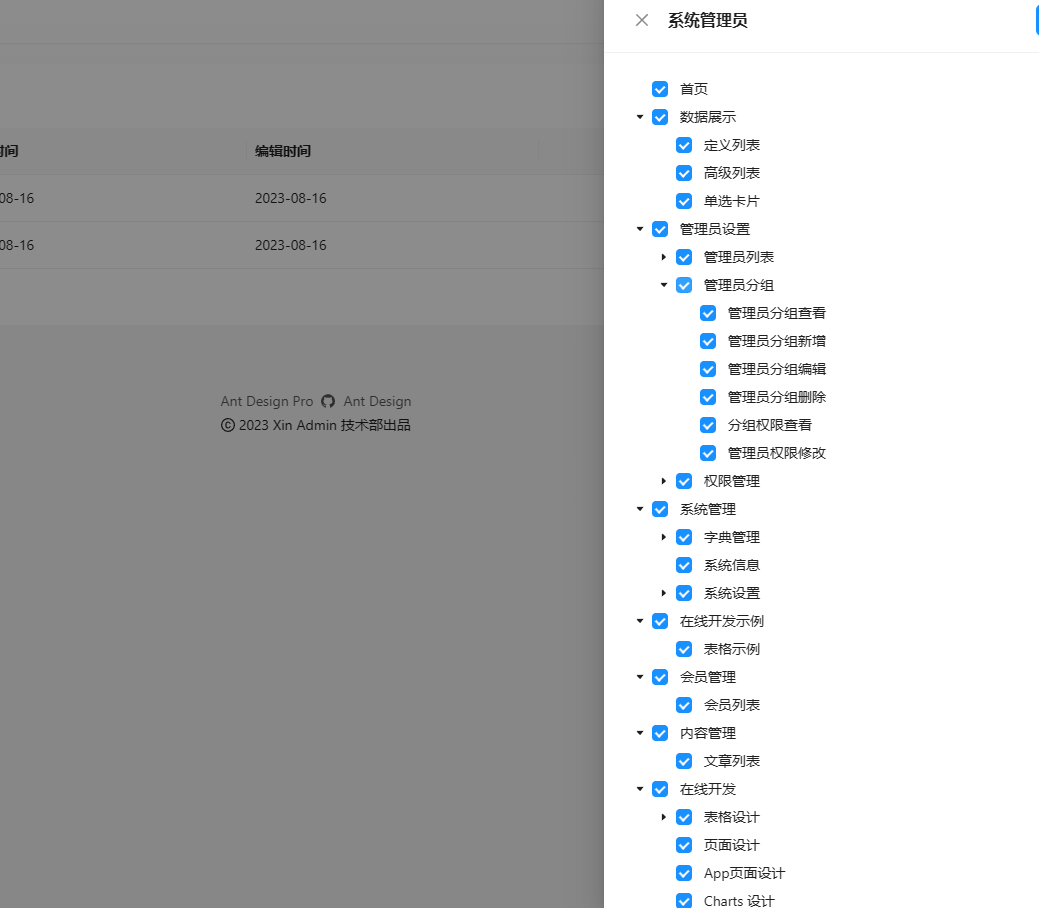 系统管理员
时间 编辑时间
08-16 2023-08-16
08-16 2023-08-16
Ant Design Pro Ant Design
© 2023 Xin Admin 技术部出品
首页
数据展示
定义列表
高级列表
单选卡片
管理员设置
管理员列表
管理员分组
管理员分组查看
管理员分组新增
管理员分组编辑
管理员分组删除
分组权限查看
管理员权限修改
权限管理
系统管理
字典管理
系统信息
系统设置
在线开发示例
表格示例
会员管理
会员列表
内容管理
文章列表
在线开发
表格设计
页面设计
App页面设计
Charts 设计